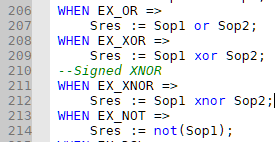 206 WHEN EX_OR =>
207 Sres := Sop1 or Sop2;
208 WHEN EX_XOR =>
209 Sres := Sop1 xor Sop2;
210 --Signed XNOR
211 WHEN EX_XNOR =>
212 Sres := Sop1 xnor Sop2;
213 WHEN EX_NOT =>
214 Sres := not(Sop1);